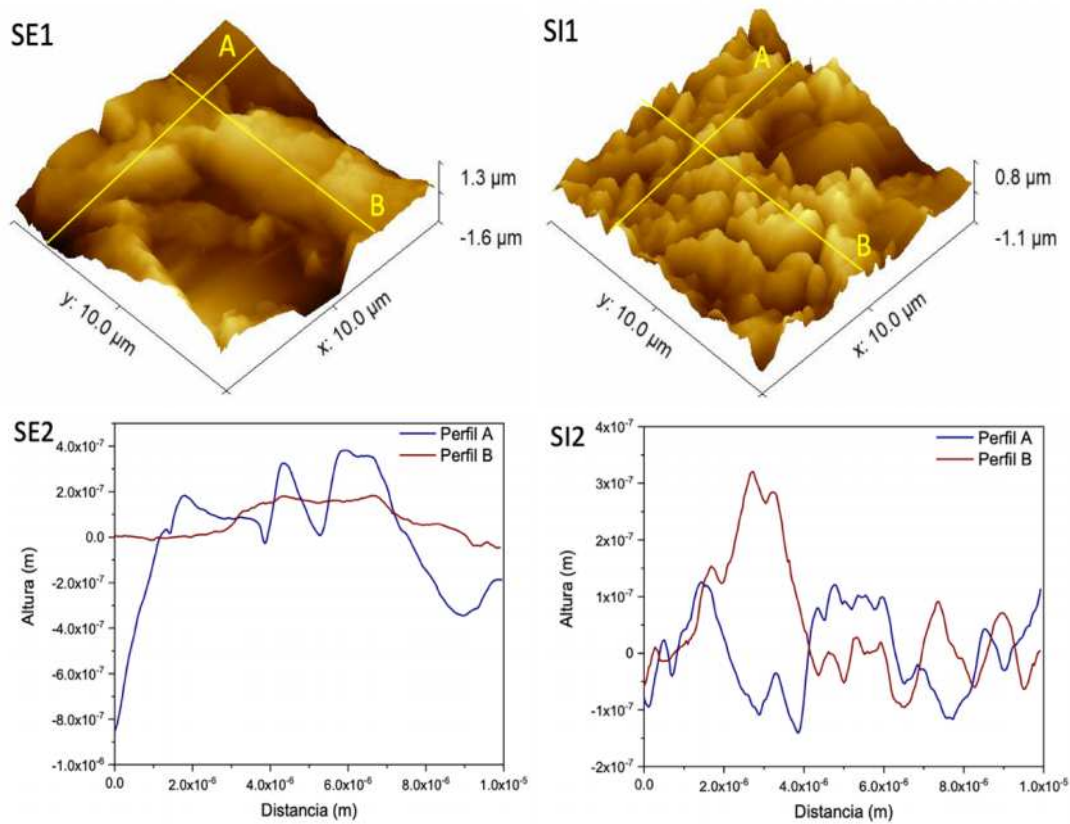 SE1
A
B
1.3 µm
-1.6 µm
y: 10.0 µm
x: 10.0 µm
SI1
A
B
0.8 µm
-1.1 µm
y: 10.0 µm
x: 10.0 µm
SE2
Perfil A
Perfil B
4.0x10⁻⁷
2.0x10⁻⁷
0.0
-2.0x10⁻⁷
-4.0x10⁻⁷
-6.0x10⁻⁷
-8.0x10⁻⁷
-1.0x10⁻⁶
Altura (m)
0.0 2.0x10⁻⁶ 4.0x10⁻⁶ 6.0x10⁻⁶ 8.0x10⁻⁶ 1.0x10⁻⁵
Distancia (m)
SI2
Perfil A
Perfil B
4x10⁻⁷
3x10⁻⁷
2x10⁻⁷
1x10⁻⁷
0
-1x10⁻⁷
-2x10⁻⁷
Altura (m)
0.0 2.0x10⁻⁶ 4.0x10⁻⁶ 6.0x10⁻⁶ 8.0x10⁻⁶ 1.0x10⁻⁵
Distancia (m)